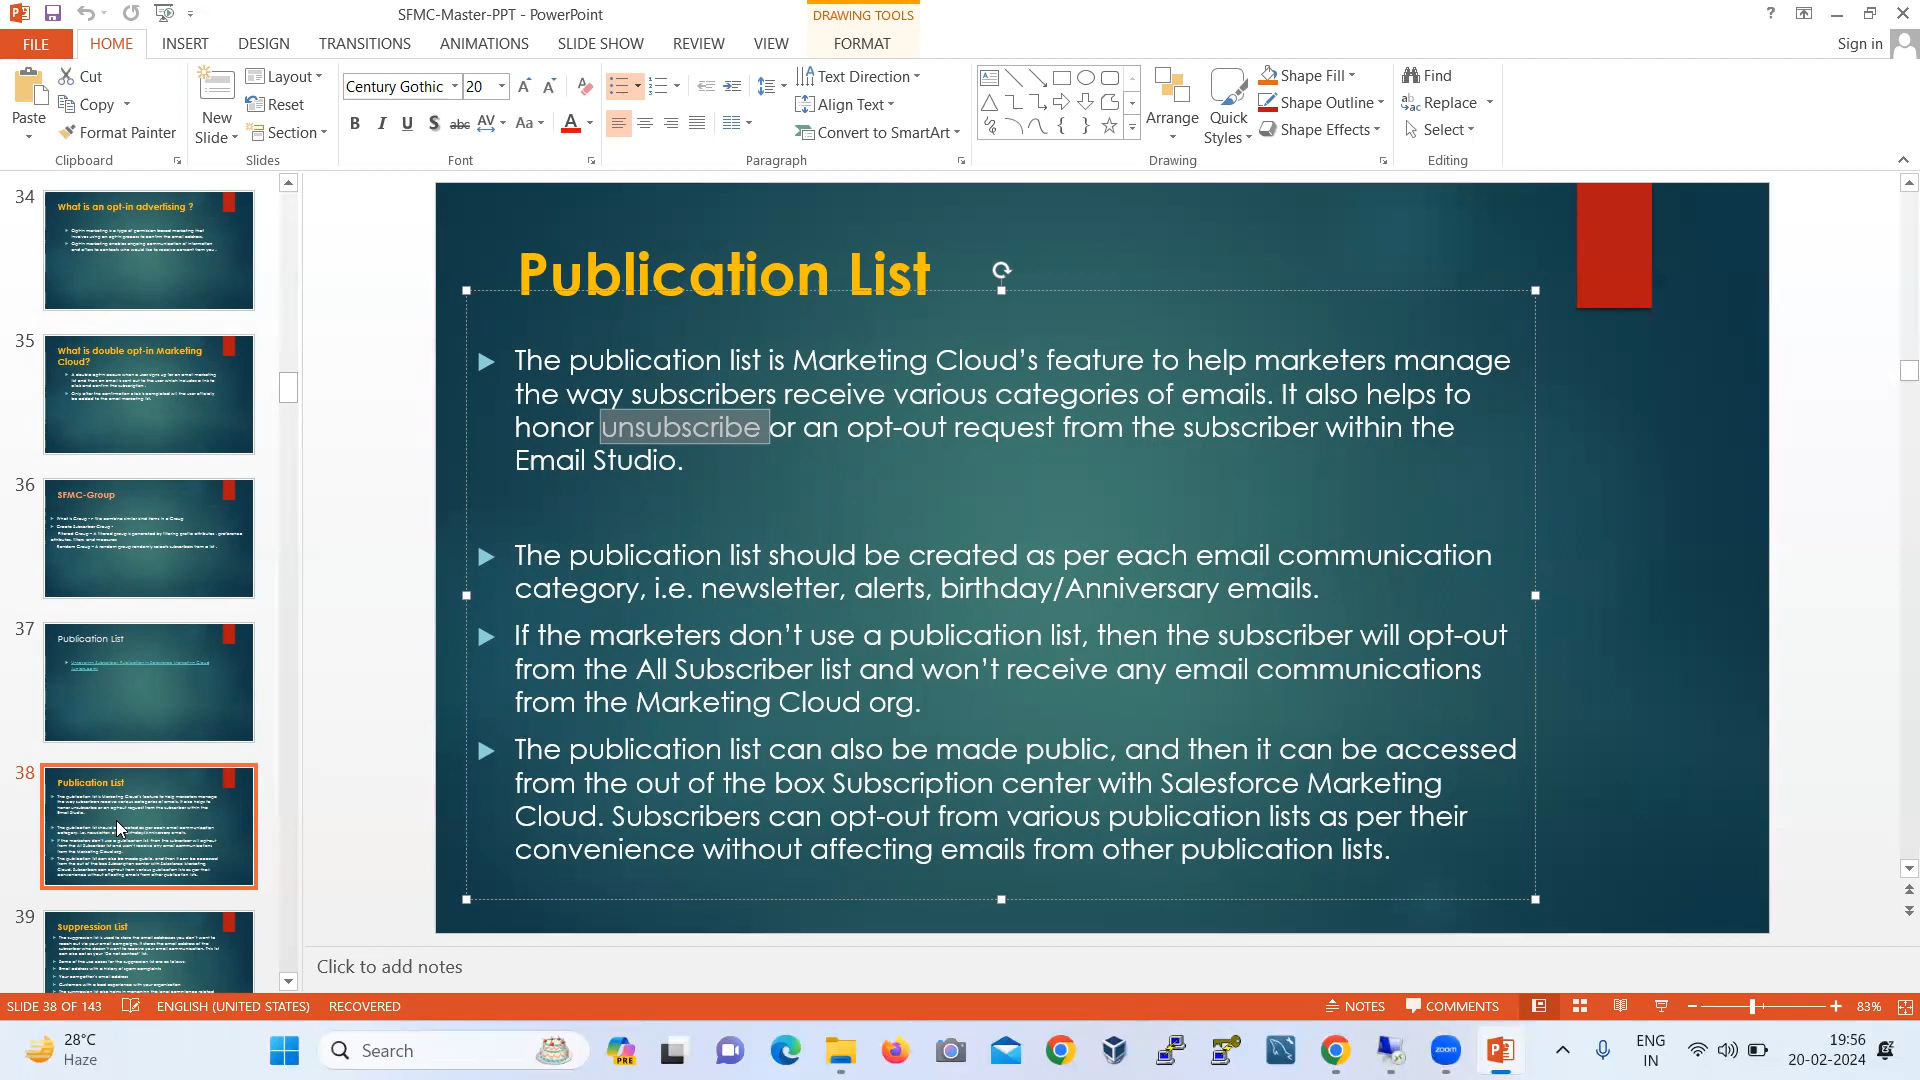 SFMC-Master-PPT - PowerPoint
DRAWING TOOLS
FILE
HOME
INSERT
DESIGN
TRANSITIONS
ANIMATIONS
SLIDE SHOW
REVIEW
VIEW
FORMAT
Sign in
Paste
Cut
Copy
Format Painter
Clipboard
New
Slide
Layout
Reset
Section
Slides
Century Gothic
20
Font
Text Direction
Align Text
Convert to SmartArt
Paragraph
Arrange
Quick
Styles
Shape Fill
Shape Outline
Shape Effects
Drawing
Find
Replace
Select
Editing
34
What is an opt-in advertising ?
35
What is double opt-in Marketing
Cloud?
36
SFMC-Group
37
Publication List
38
Publication List
39
Suppression List
Publication List
The publication list is Marketing Cloud’s feature to help marketers manage
the way subscribers receive various categories of emails. It also helps to
honor unsubscribe or an opt-out request from the subscriber within the
Email Studio.
The publication list should be created as per each email communication
category, i.e. newsletter, alerts, birthday/Anniversary emails.
If the marketers don’t use a publication list, then the subscriber will opt-out
from the All Subscriber list and won’t receive any email communications
from the Marketing Cloud org.
The publication list can also be made public, and then it can be accessed
from the out of the box Subscription center with Salesforce Marketing
Cloud. Subscribers can opt-out from various publication lists as per their
convenience without affecting emails from other publication lists.
Click to add notes
SLIDE 38 OF 143
ENGLISH (UNITED STATES)
RECOVERED
NOTES
COMMENTS
83%
28°C
Haze
Search
PRE
zoom
ENG
IN
19:56
20-02-2024